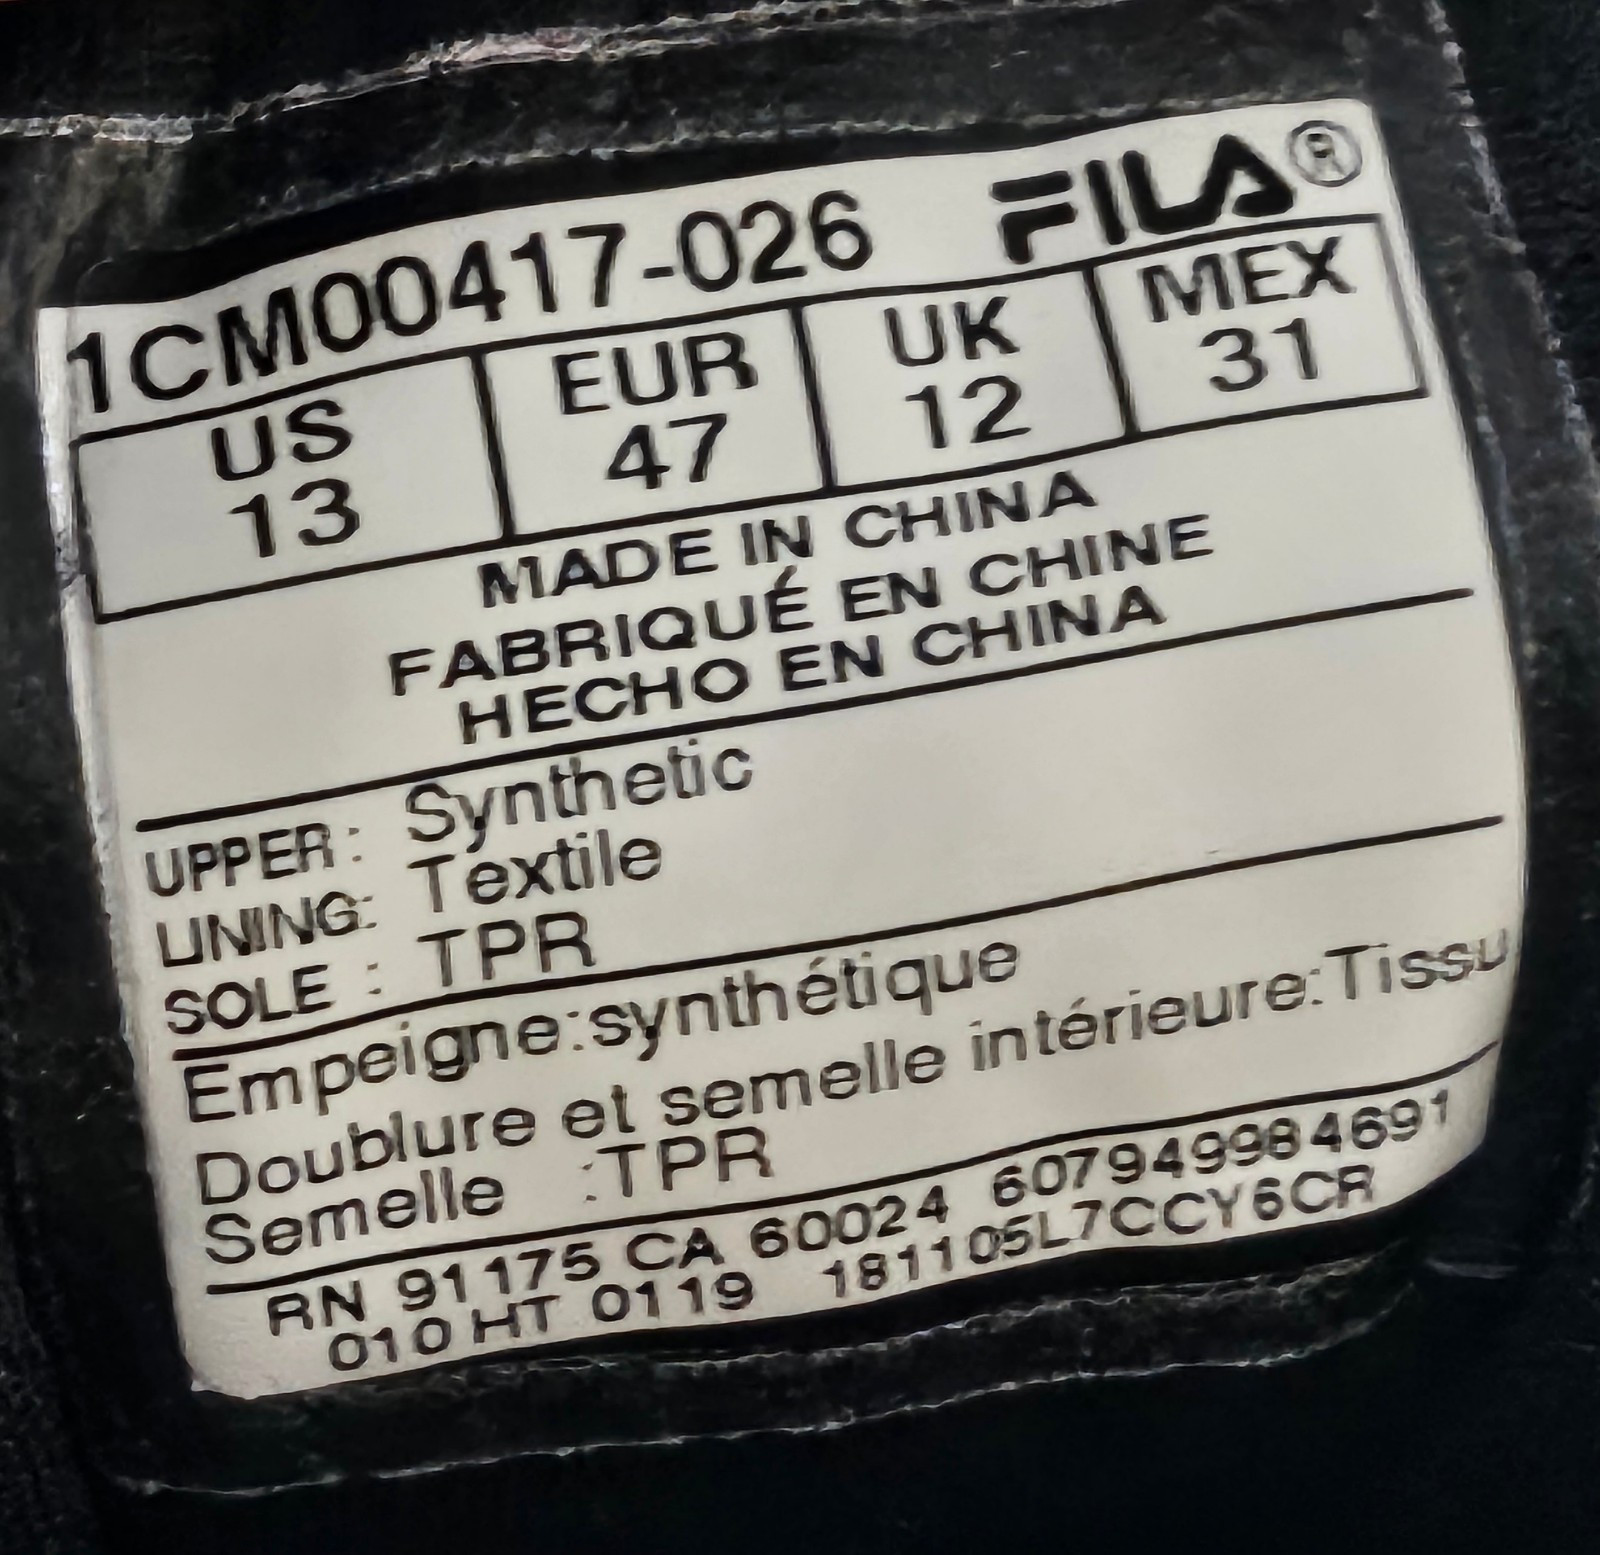 1CM00417-026 FILA®
US EUR UK MEX
13 47 12 31
MADE IN CHINA
FABRIQUÉ EN CHINE
HECHO EN CHINA
UPPER: Synthetic
LINING: Textile
SOLE : TPR
Empeigne:synthétique
Doublure et semelle intérieure:Tissu
Semelle :TPR
RN 91175 CA 60024 607949984691
010 HT 0119 181105L7CCY6CR